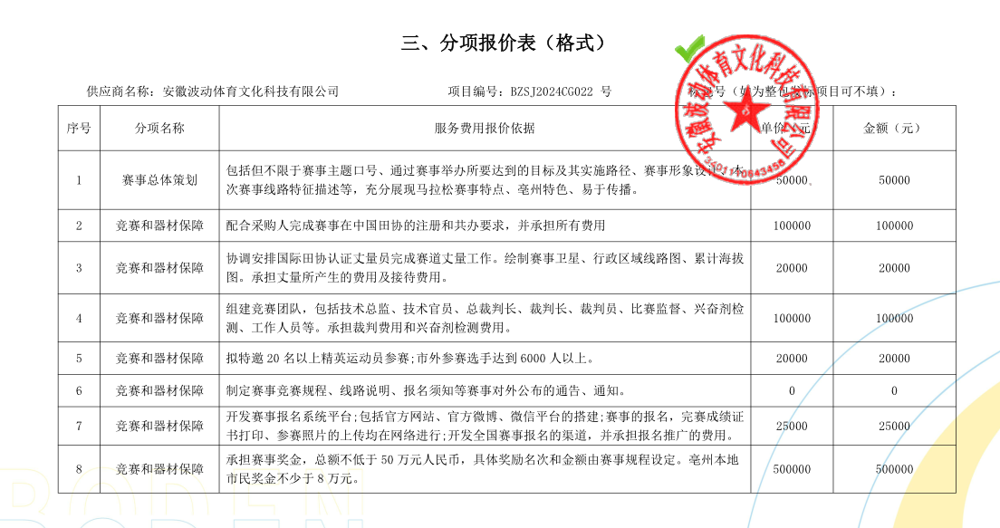 三、分项报价表（格式）
供应商名称：安徽波动体育文化科技有限公司 项目编号：BZSJ2024CG022 号 标包号（如为整包发标项目可不填）：
安徽波动体育文化科技有限公司
序号 分项名称 服务费用报价依据 单价（元） 金额（元）
1 赛事总体策划 包括但不限于赛事主题口号、通过赛事举办所要达到的目标及其实施路径、赛事形象设计、本
次赛事线路特征描述等，充分展现马拉松赛事特点、亳州特色、易于传播。 50000 50000
2 竞赛和器材保障 配合采购人完成赛事在中国田协的注册和共办要求，并承担所有费用 100000 100000
3 竞赛和器材保障 协调安排国际田协认证丈量员完成赛道丈量工作。绘制赛事卫星、行政区域线路图、累计海拔
图。承担丈量所产生的费用及接待费用。 20000 20000
4 竞赛和器材保障 组建竞赛团队，包括技术总监、技术官员、总裁判长、裁判长、裁判员、比赛监督、兴奋剂检
测、工作人员等。承担裁判费用和兴奋剂检测费用。 100000 100000
5 竞赛和器材保障 拟特邀 20 名以上精英运动员参赛;市外参赛选手达到 6000 人以上。 20000 20000
6 竞赛和器材保障 制定赛事竞赛规程、线路说明、报名须知等赛事对外公布的通告、通知。 0 0
7 竞赛和器材保障 开发赛事报名系统平台;包括官方网站、官方微博、微信平台的搭建;赛事的报名，完赛成绩证
书打印、参赛照片的上传均在网络进行;开发全国赛事报名的渠道，并承担报名推广的费用。 25000 25000
8 竞赛和器材保障 承担赛事奖金，总额不低于 50 万元人民币，具体奖励名次和金额由赛事规程设定。亳州本地
市民奖金不少于 8 万元。 500000 500000